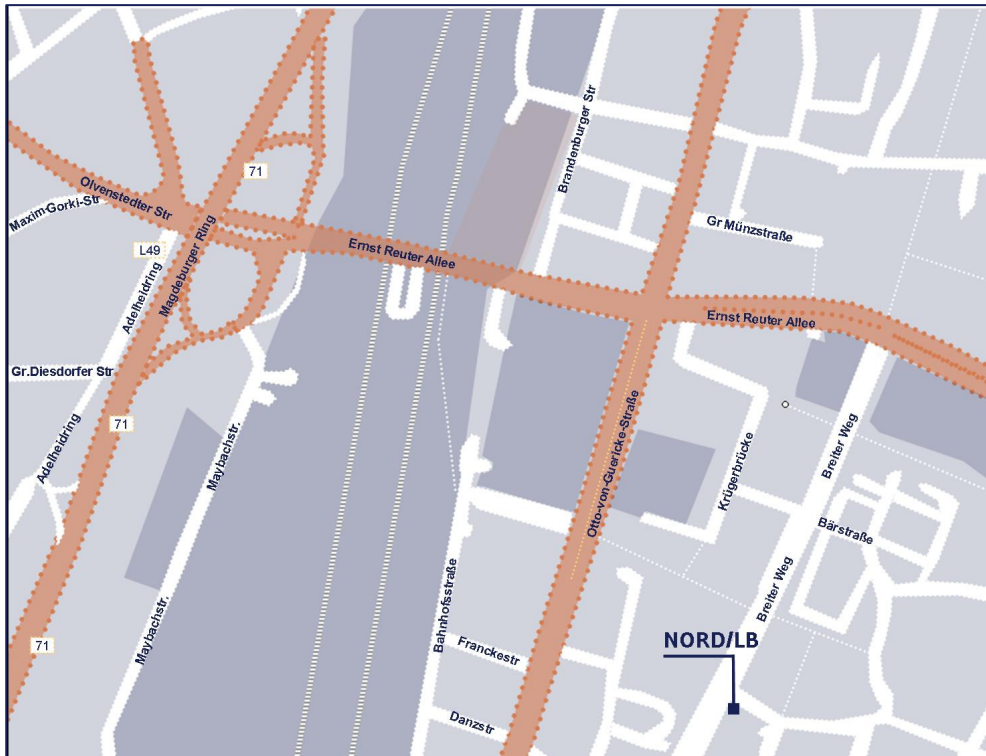 Brandenburger Str
71
Olvenstedter Str
Maxim-Gorki-Str
Gr Münzstraße
L49
Magdeburger Ring
Ernst Reuter Allee
Adelheidring
Ernst Reuter Allee
Gr.Diesdorfer Str
71
Adelheidring
Maybachstr.
Otto-von-Guericke-Straße
Krügerbrücke
Breiter Weg
Bärstraße
Breiter Weg
Bahnhofsstraße
Maybachstr.
71
Franckestr
NORD/LB
Danzstr